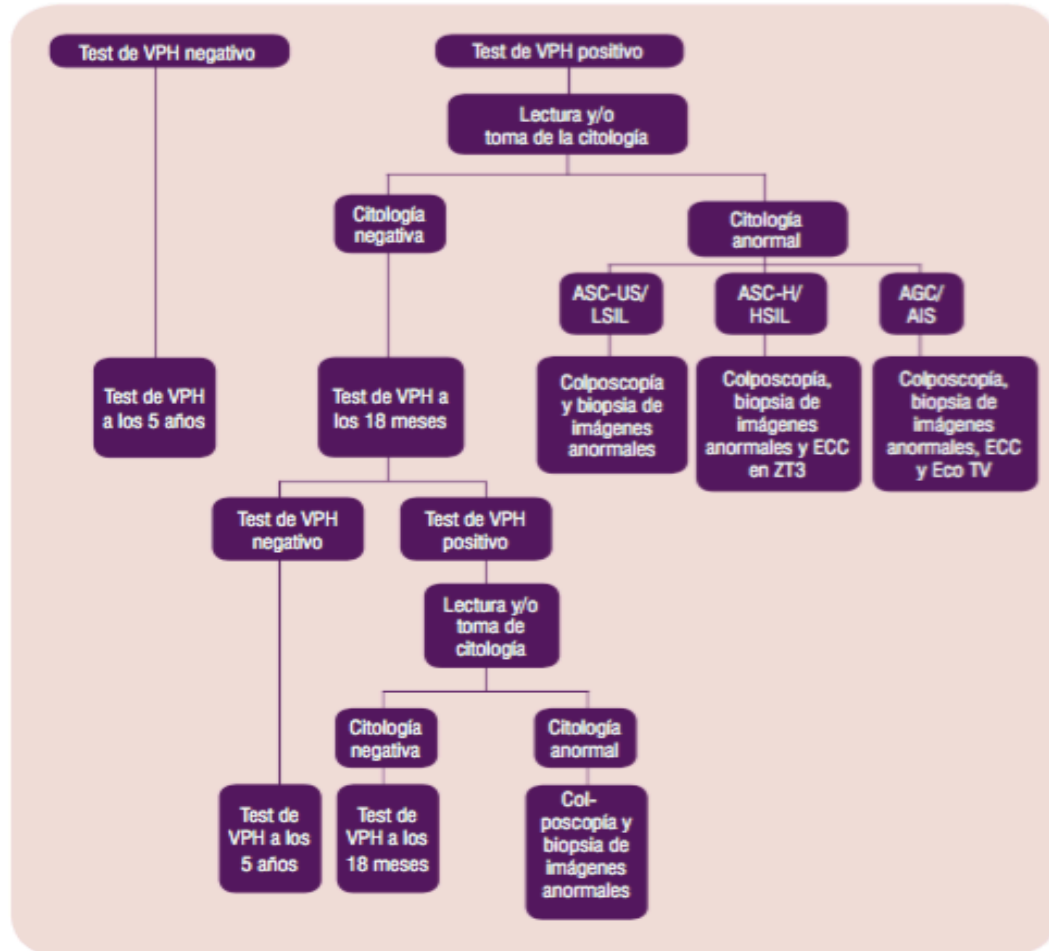 Test de VPH negativo
Test de VPH positivo
Lectura y/o
toma de la citología
Citología
negativa
Citología
anormal
ASC-US/
LSIL
ASC-H/
HSIL
AGC/
AIS
Test de VPH
a los 5 años
Test de VPH a
los 18 meses
Colposcopía
y biopsia de
imágenes
anormales
Colposcopía,
biopsia de
imágenes
anormales y ECC
en ZT3
Colposcopía,
biopsia de
imágenes
anormales, ECC
y Eco TV
Test de VPH
negativo
Test de VPH
positivo
Lectura y/o
toma de
citología
Citología
negativa
Citología
anormal
Test de
VPH a los
5 años
Test de
VPH a los
18 meses
Col-
poscopía y
biopsia de
imágenes
anormales